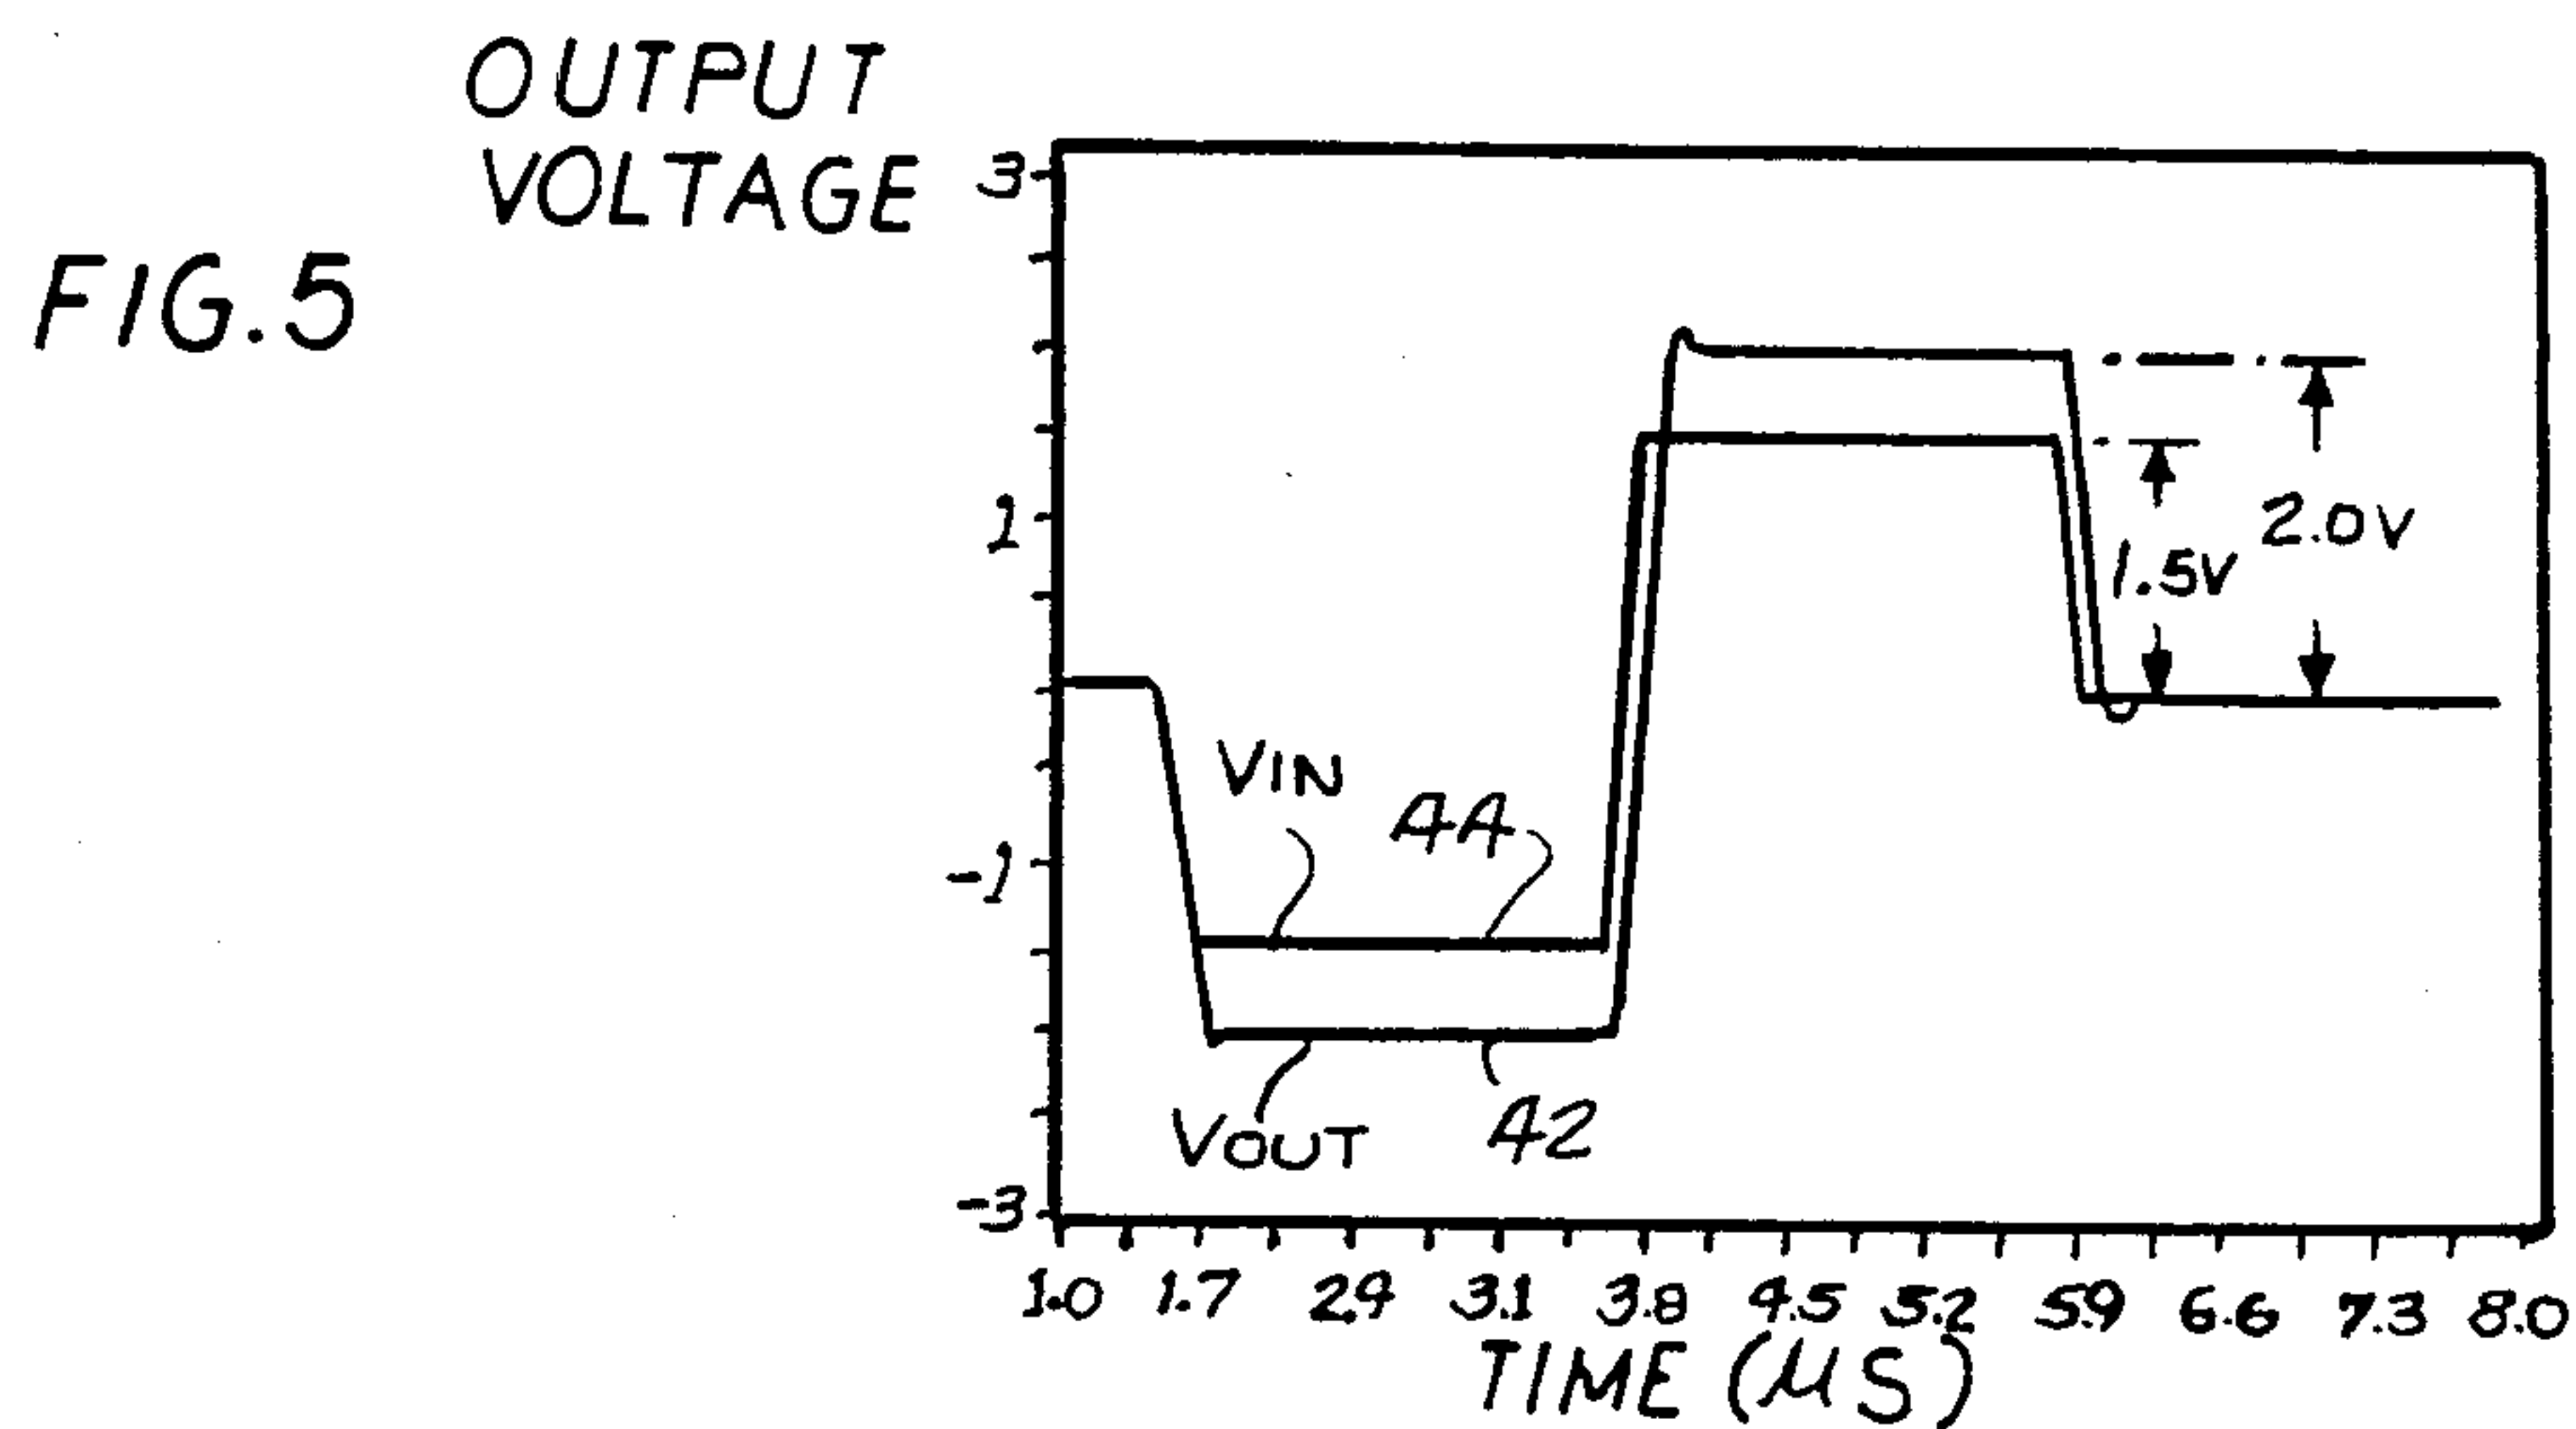 OUTPUT
VOLTAGE
FIG.5
3
1
-1
-3
VIN
44
VOUT
42
1.5V
2.0V
1.0 1.7 2.4 3.1 3.8 4.5 5.2 5.9 6.6 7.3 8.0
TIME (μS)